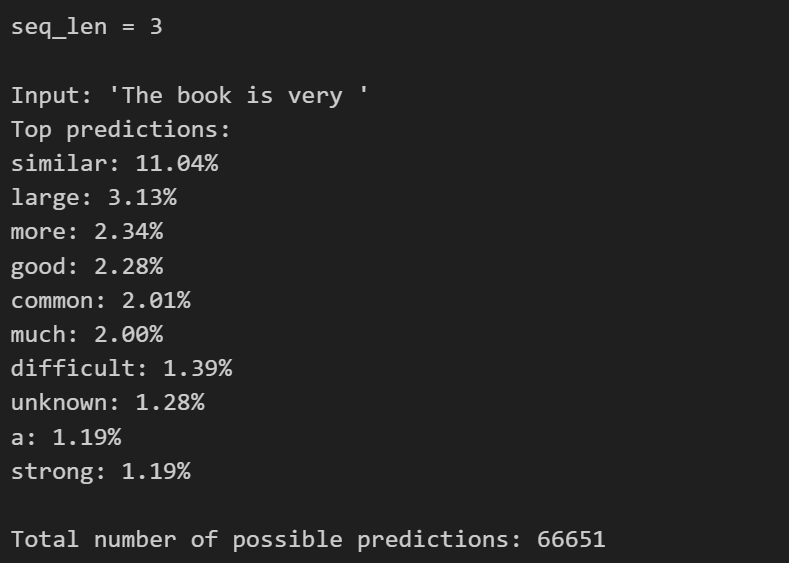 seq_len = 3
Input: 'The book is very '
Top predictions:
similar: 11.04%
large: 3.13%
more: 2.34%
good: 2.28%
common: 2.01%
much: 2.00%
difficult: 1.39%
unknown: 1.28%
a: 1.19%
strong: 1.19%
Total number of possible predictions: 66651